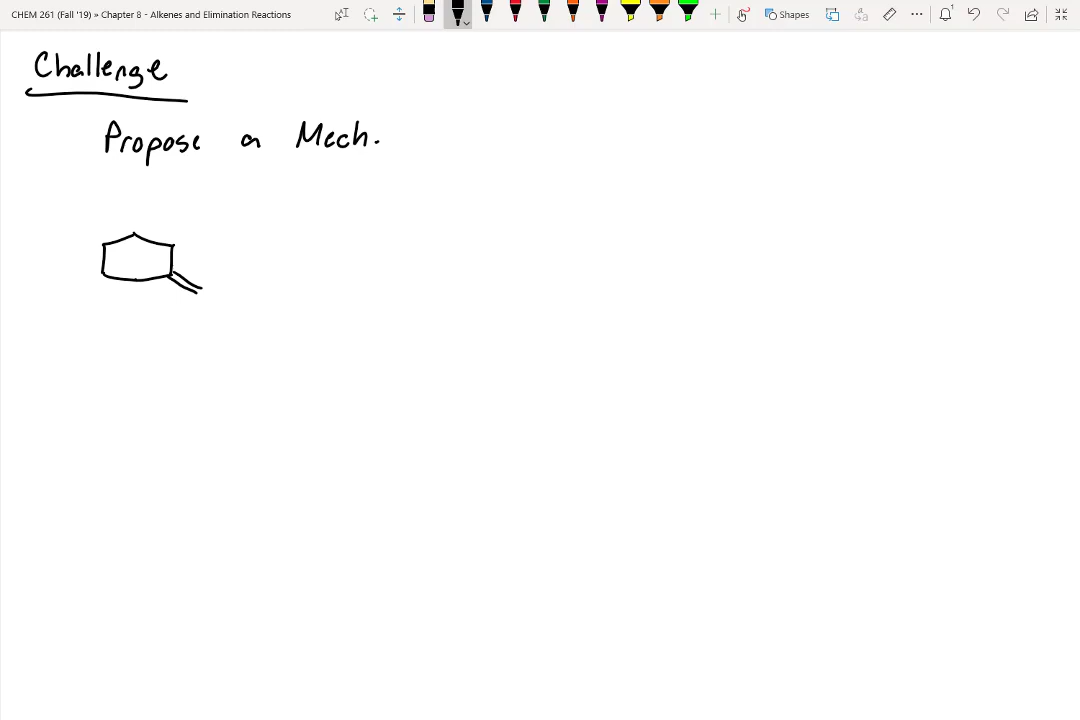 CHEM 261 (Fall '19) » Chapter 8 - Alkenes and Elimination Reactions
Shapes
Challenge
Propose a Mech.